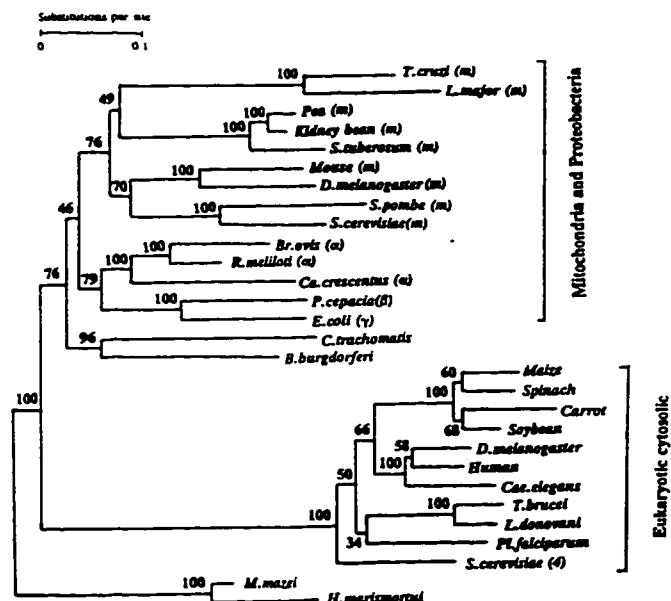 Substitutions per site
0 0.1
100 T.cruzi (m)
L.major (m)
49
100 Pea (m)
100 Kidney bean (m)
S.tuberosum (m)
76
100 Mouse (m)
D.melanogaster (m)
70
100 S.pombe (m)
S.cerevisiae (m)
46
100 Br.ovis (α)
100 R.meliloti (α)
Ca.crescentus (α)
76
79
100 P.cepacia (β)
E.coli (γ)
96 C.trachomatis
B.burgdorferi
Mitochondria and Proteobacteria
100
60 Maize
Spinach
100
Carrot
68 Soybean
66
58 D.melanogaster
100 Human
Cae.elegans
50
100 T.brucei
L.donovani
34 Pl.falciparum
100
S.cerevisiae (4)
Eukaryotic cytosolic
100 M.mazei
H.marismortui